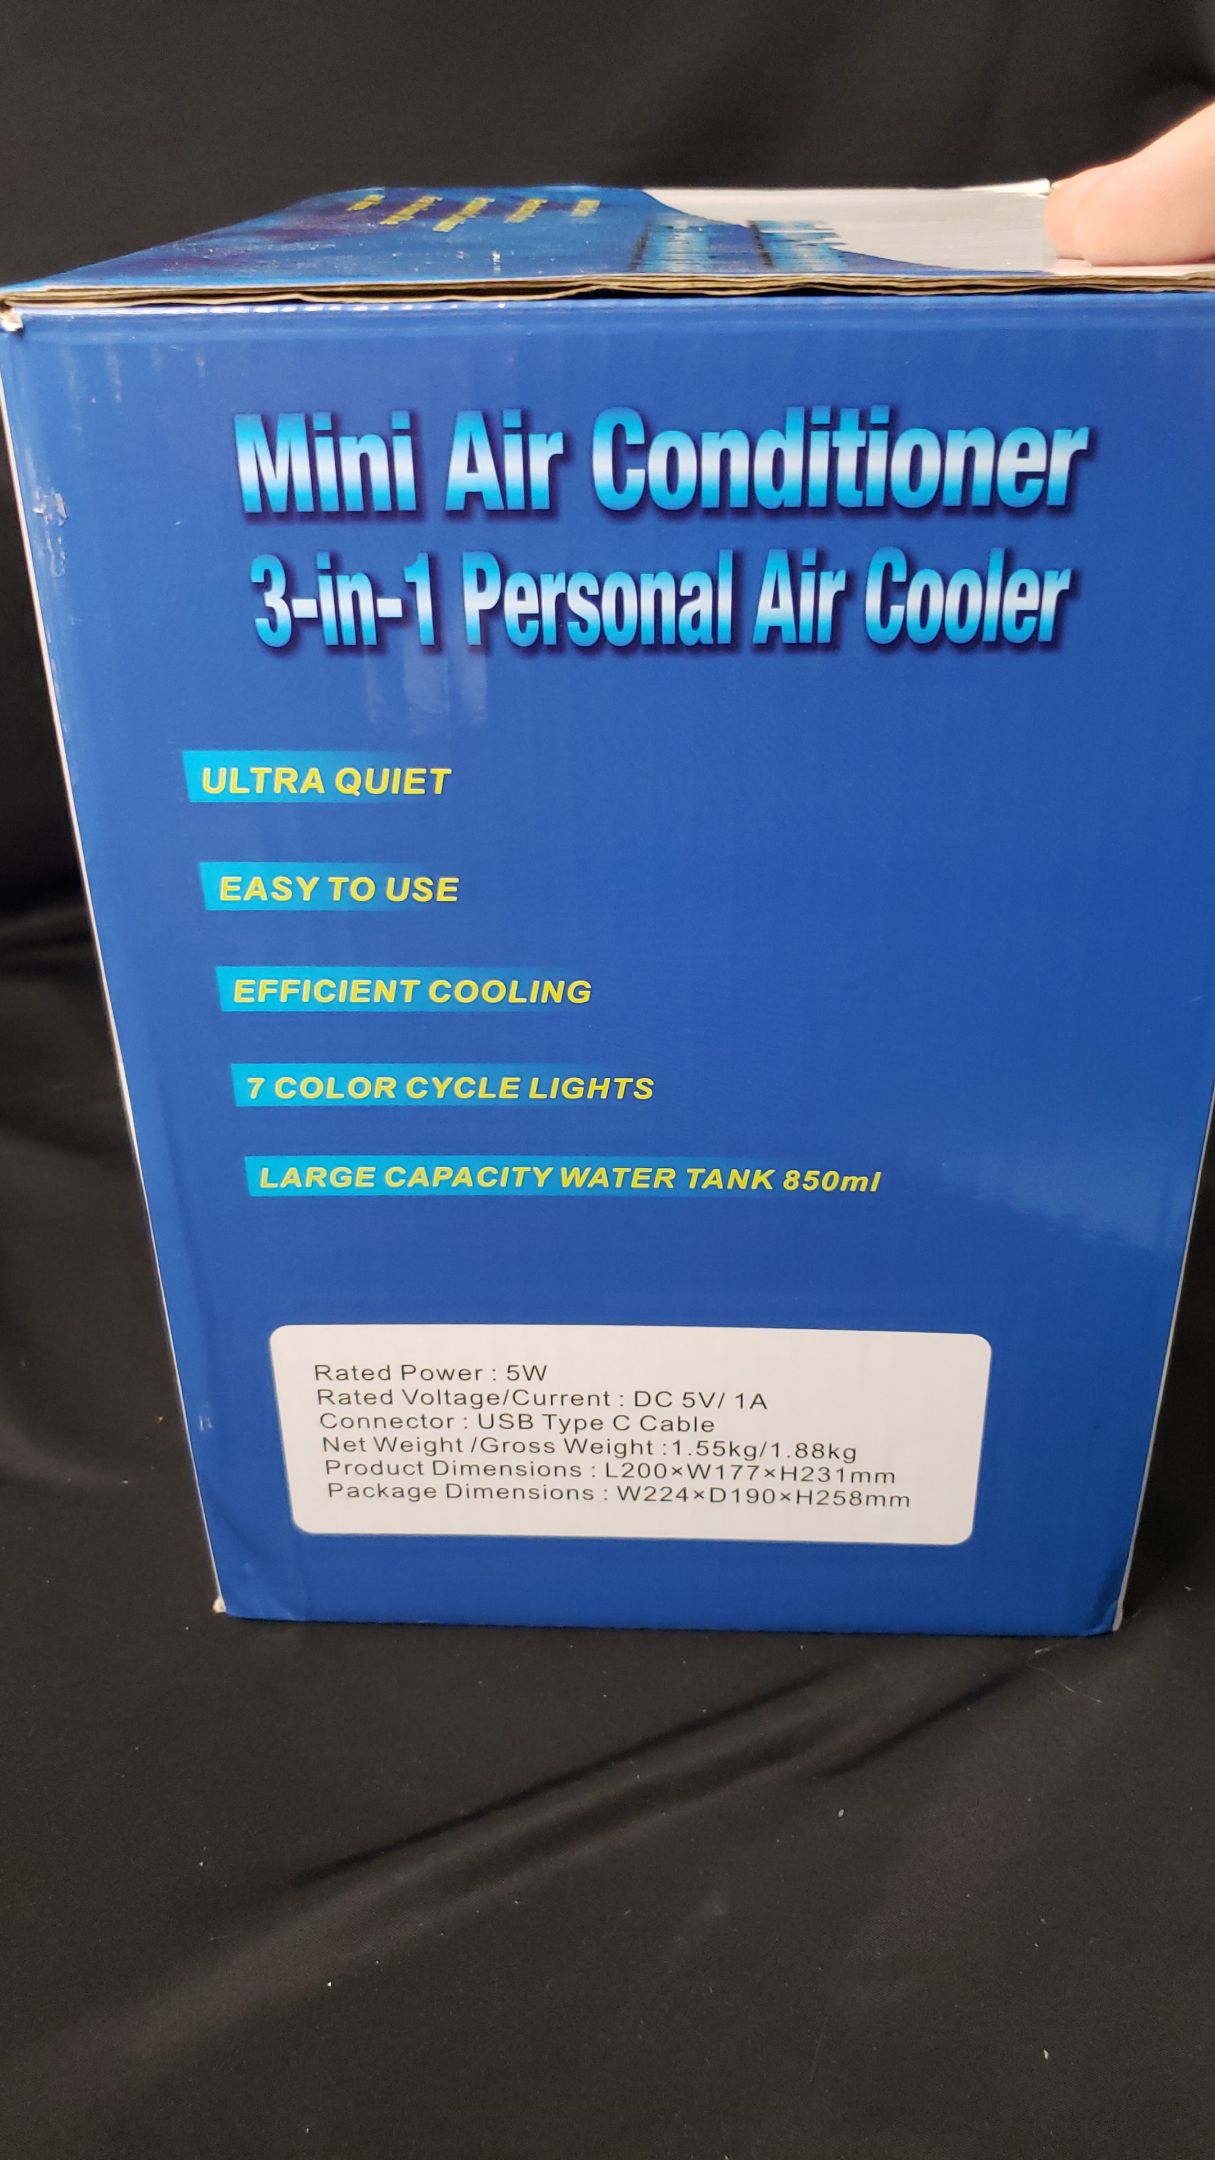 Mini Air Conditioner
3-in-1 Personal Air Cooler
ULTRA QUIET
EASY TO USE
EFFICIENT COOLING
7 COLOR CYCLE LIGHTS
LARGE CAPACITY WATER TANK 850ml
Rated Power : 5W
Rated Voltage/Current : DC 5V/ 1A
Connector : USB Type C Cable
Net Weight /Gross Weight :1.55kg/1.88kg
Product Dimensions : L200×W177×H231mm
Package Dimensions : W224×D190×H258mm